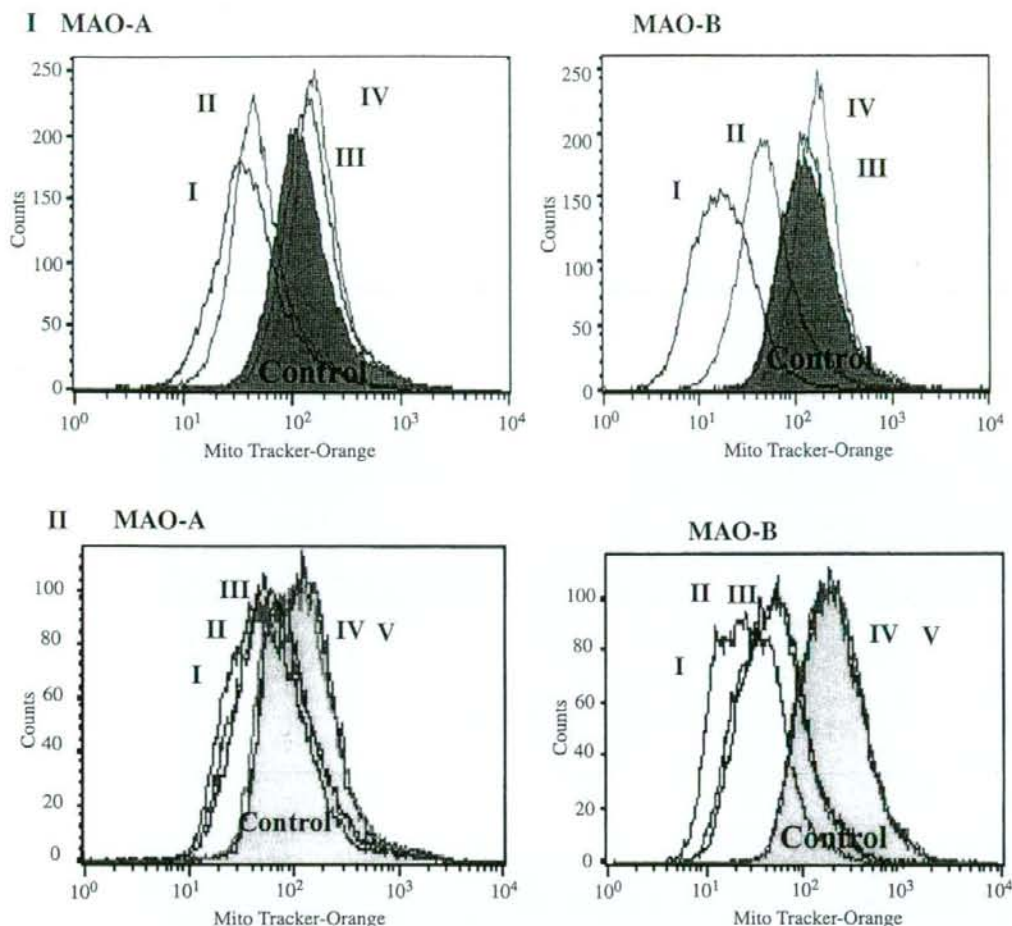 I MAO-A
MAO-B
250
200
150
100
50
0
Counts
I
II
III
IV
Control
10^0
10^1
10^2
10^3
10^4
Mito Tracker-Orange
250
200
150
100
50
0
Counts
I
II
III
IV
Control
10^0
10^1
10^2
10^3
10^4
Mito Tracker-Orange
II MAO-A
MAO-B
100
80
60
40
20
0
Counts
I
II
III
IV V
Control
10^0
10^1
10^2
10^3
10^4
Mito Tracker-Orange
100
80
60
40
20
0
Counts
I
II III
IV V
Control
10^0
10^1
10^2
10^3
10^4
Mito Tracker-Orange